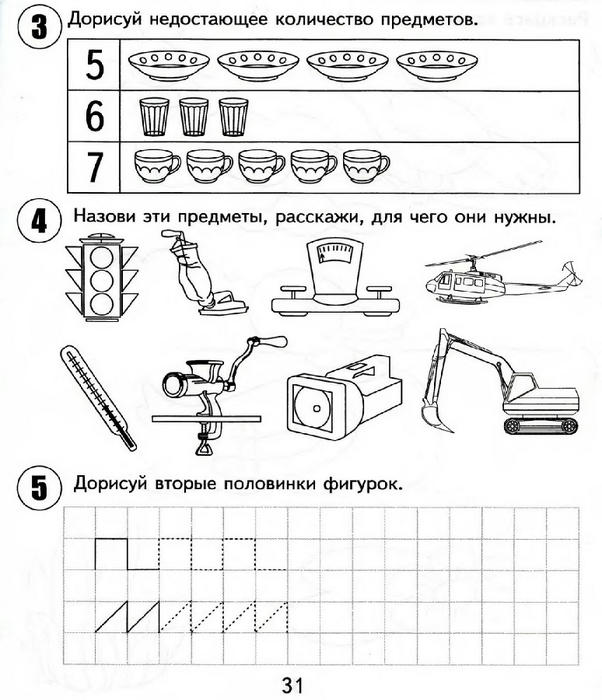 3 Дорисуй недостающее количество предметов.
5
6
7
4 Назови эти предметы, расскажи, для чего они нужны.
5 Дорисуй вторые половинки фигурок.
31